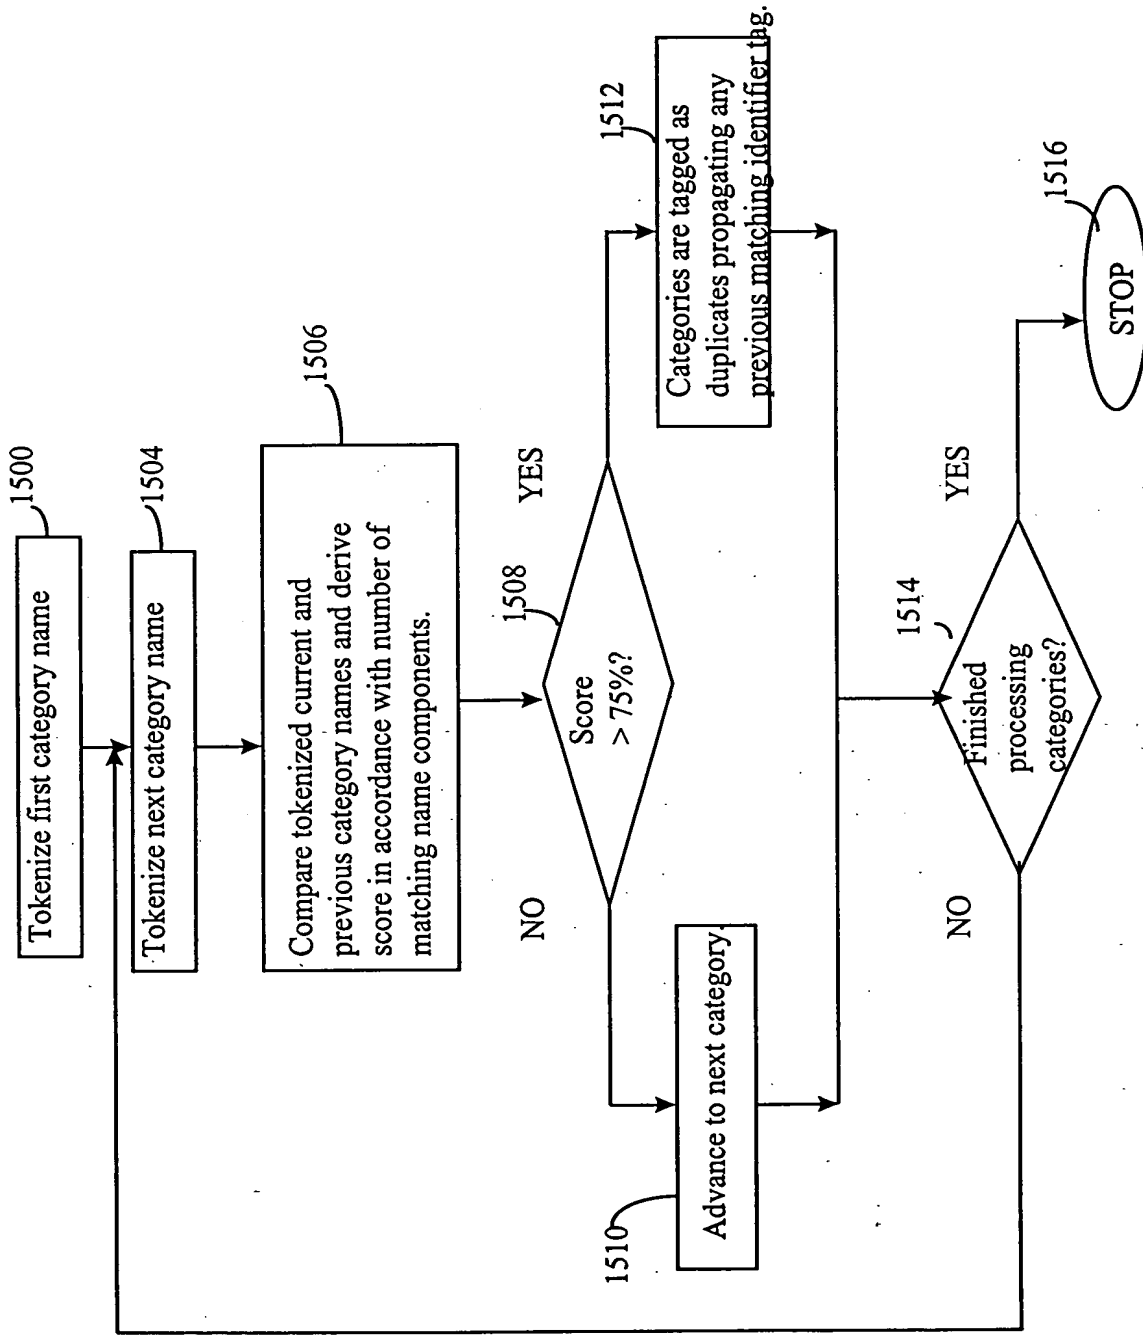 1500
Tokenize first category name
1504
Tokenize next category name
1506
Compare tokenized current and
previous category names and derive
score in accordance with number of
matching name components.
1508
Score
> 75%?
NO
YES
1510
Advance to next category.
1512
Categories are tagged as
duplicates propagating any
previous matching identifier tag.
1514
Finished
processing
categories?
NO
YES
1516
STOP